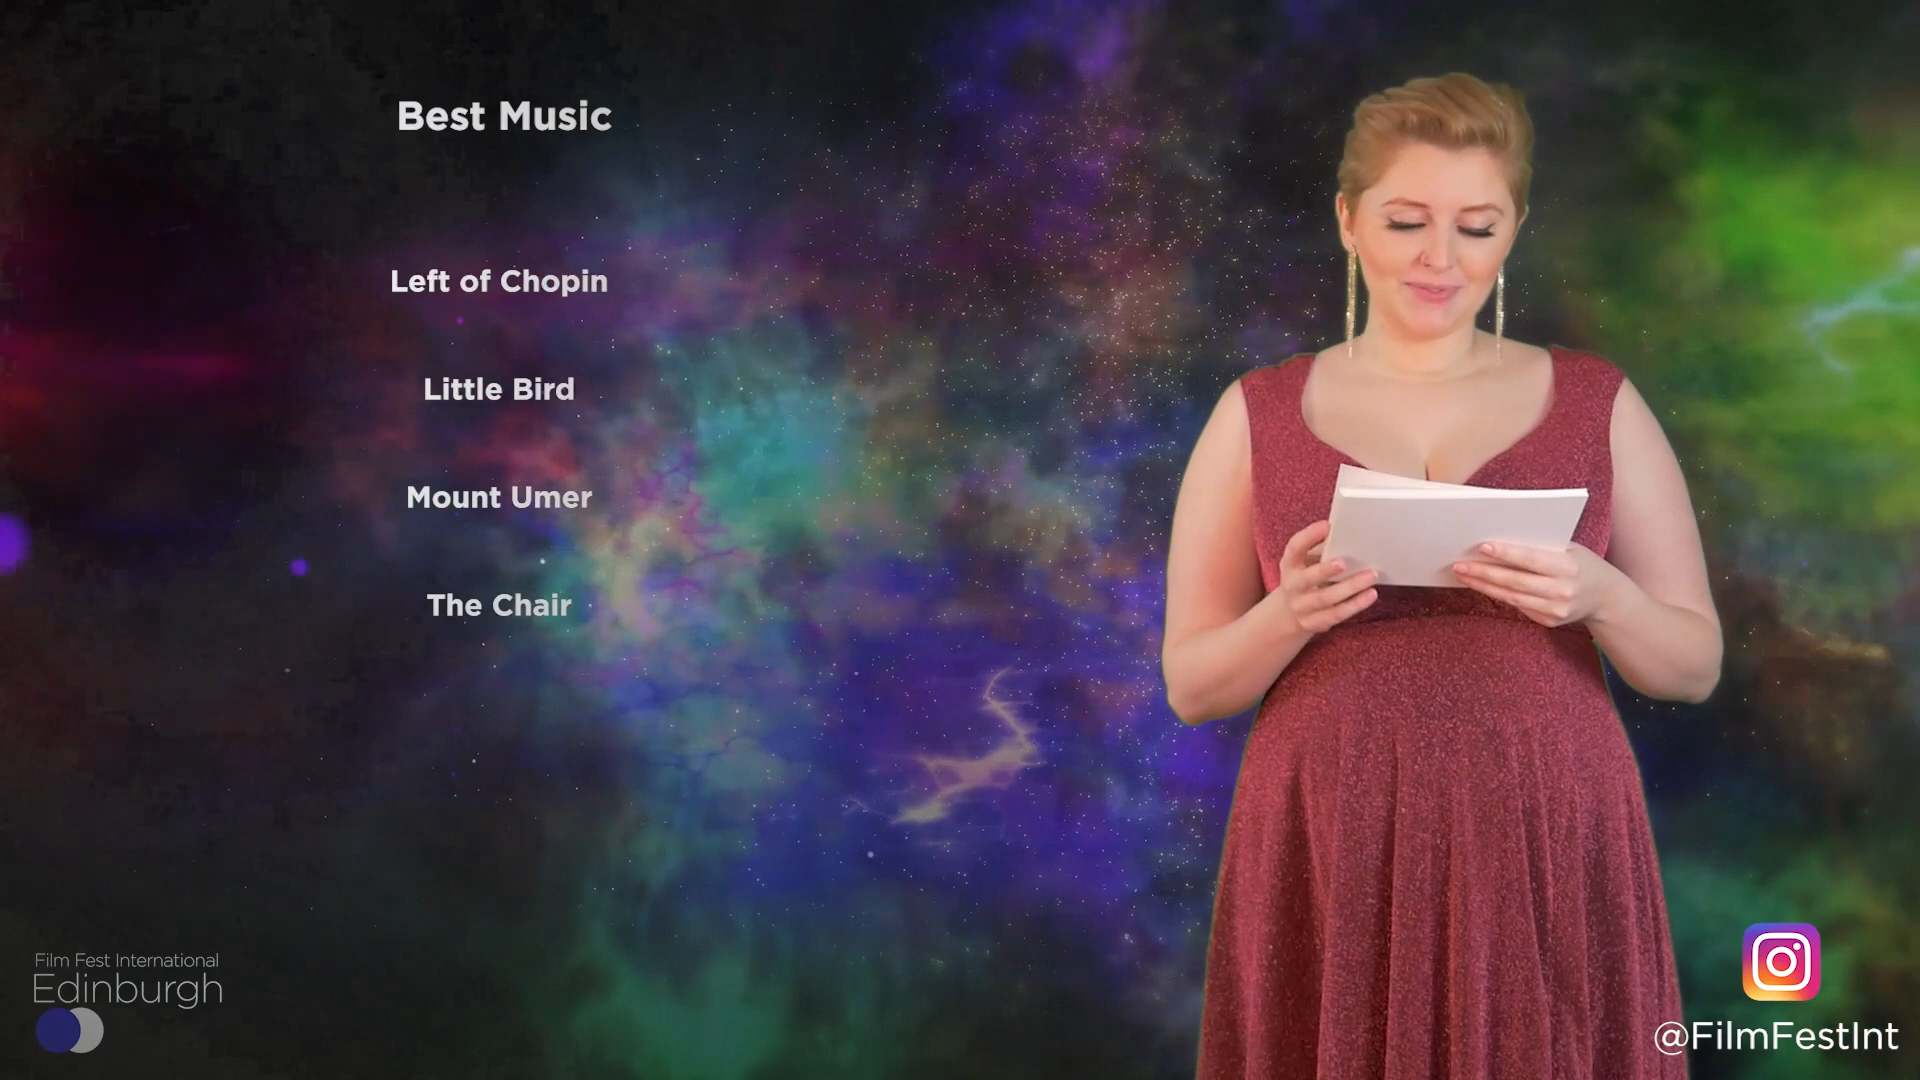 Best Music
Left of Chopin
Little Bird
Mount Umer
The Chair
Film Fest International
Edinburgh
@FilmFestInt